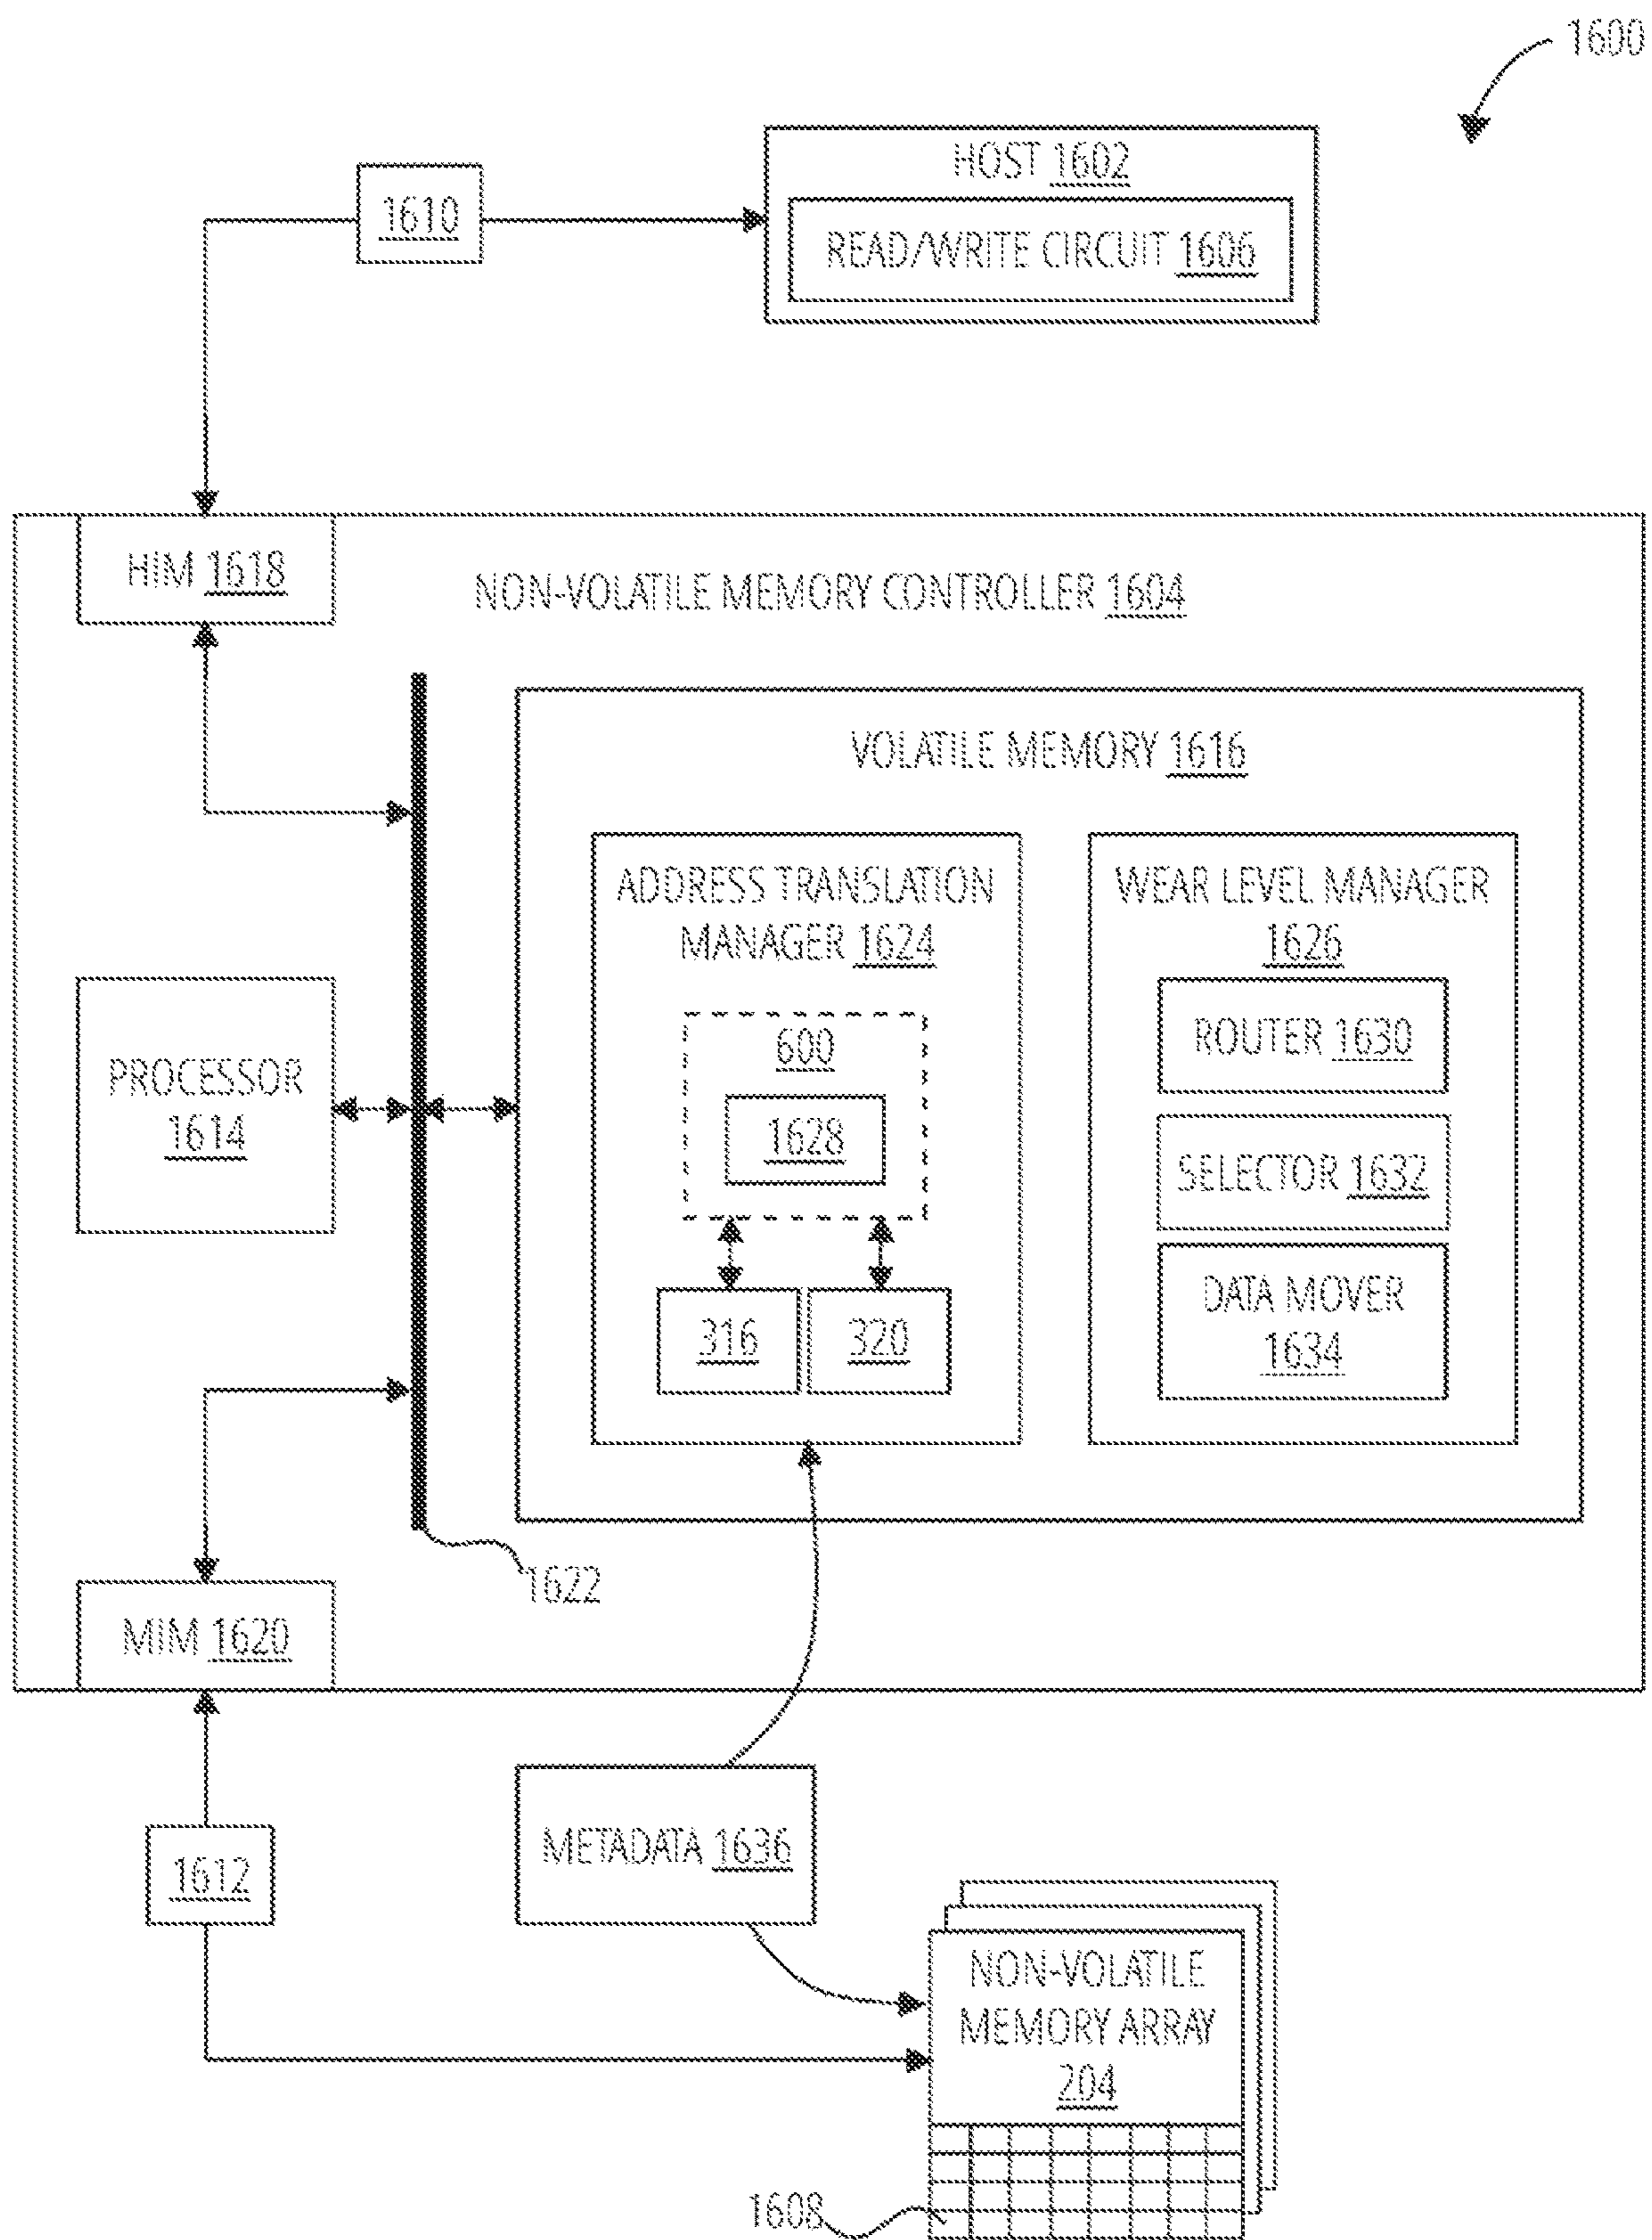 1600
HOST 1602
1610
READ/WRITE CIRCUIT 1606
HIM 1618
NON-VOLATILE MEMORY CONTROLLER 1604
VOLATILE MEMORY 1616
ADDRESS TRANSLATION
MANAGER 1624
WEAR LEVEL MANAGER
1626
600
ROUTER 1630
PROCESSOR
1614
1628
SELECTOR 1632
316
320
DATA MOVER
1634
1622
MIM 1620
METADATA 1636
1612
NON-VOLATILE
MEMORY ARRAY
204
1608